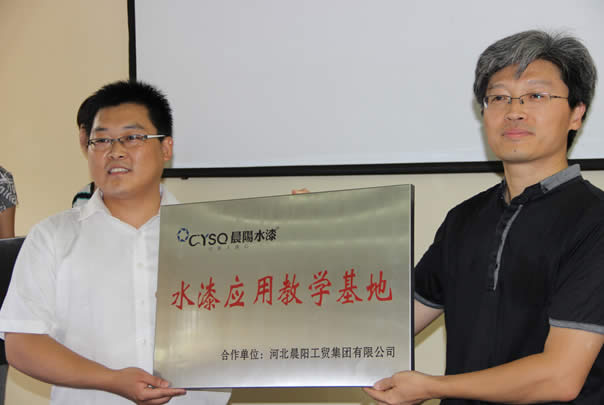 CYSQ 晨陽水漆
水漆应用教学基地
合作单位：河北晨阳工贸集团有限公司